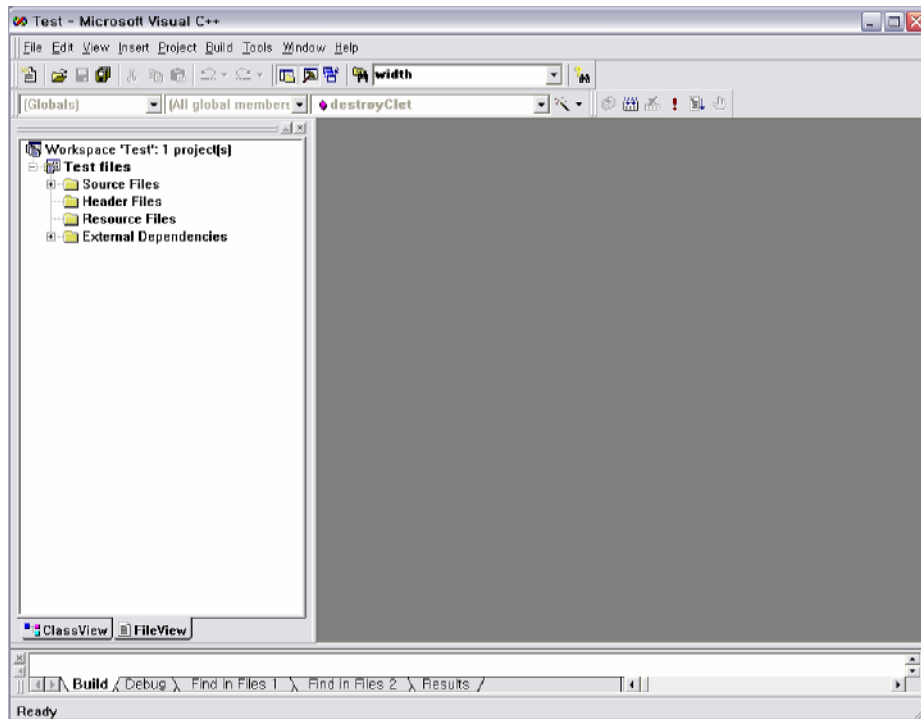 Test - Microsoft Visual C++
File Edit View Insert Project Build Tools Window Help
width
(Globals) (All global members destroyClet
Workspace 'Test': 1 project(s)
Test files
Source Files
Header Files
Resource Files
External Dependencies
ClassView FileView
Build Debug Find in Files 1 Find in Files 2 Results
Ready